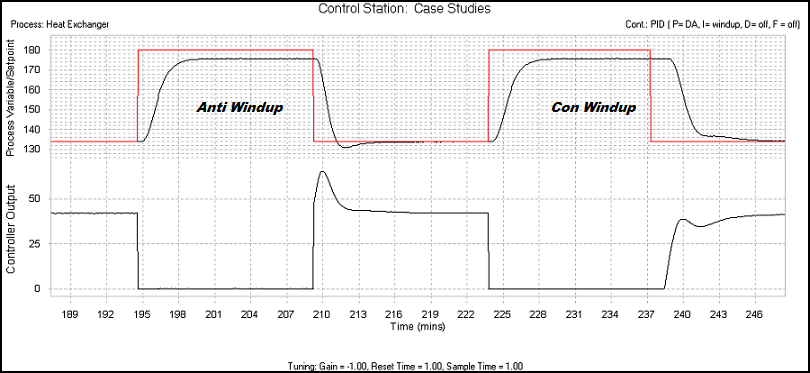 Control Station: Case Studies
Process: Heat Exchanger
Cont.: PID ( P= DA, I= windup, D= off, F = off)
Process Variable/Setpoint
180
170
160
150
140
130
Anti Windup
Con Windup
Controller Output
50
25
0
189 192 195 198 201 204 207 210 213 216 219 222 225 228 231 234 237 240 243 246
Time (mins)
Tuning: Gain = -1.00, Reset Time = 1.00, Sample Time = 1.00